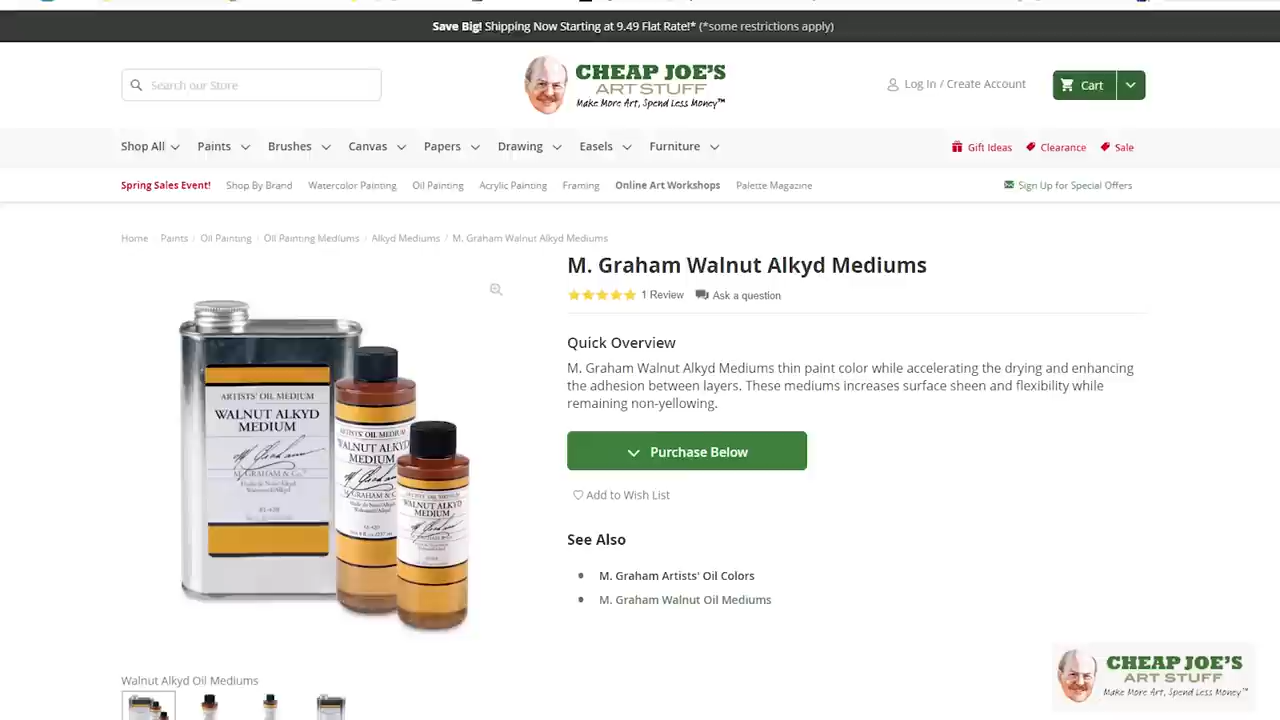 Save Big! Shipping Now Starting at 9.49 Flat Rate!* (*some restrictions apply)
Search our Store
CHEAP JOE'S
ART STUFF
Make More Art, Spend Less Money™
Log In / Create Account
Cart
Shop All Paints Brushes Canvas Papers Drawing Easels Furniture
Gift Ideas Clearance Sale
Spring Sales Event! Shop By Brand Watercolor Painting Oil Painting Acrylic Painting Framing Online Art Workshops Palette Magazine
Sign Up for Special Offers
Home Paints / Oil Painting / Oil Painting Mediums / Alkyd Mediums / M. Graham Walnut Alkyd Mediums
M. Graham Walnut Alkyd Mediums
1 Review Ask a question
Quick Overview
M. Graham Walnut Alkyd Mediums thin paint color while accelerating the drying and enhancing
the adhesion between layers. These mediums increases surface sheen and flexibility while
remaining non-yellowing.
Purchase Below
Add to Wish List
See Also
M. Graham Artists' Oil Colors
M. Graham Walnut Oil Mediums
ARTISTS' OIL MEDIUM
WALNUT ALKYD
MEDIUM
M. GRAHAM & Co.
ARTISTS' OIL MEDIUM
WALNUT ALKYD
MEDIUM
ARTISTS' OIL MEDIUM
WALNUT ALKYD
MEDIUM
Walnut Alkyd Oil Mediums
CHEAP JOE'S
ART STUFF
Make More Art, Spend Less Money™